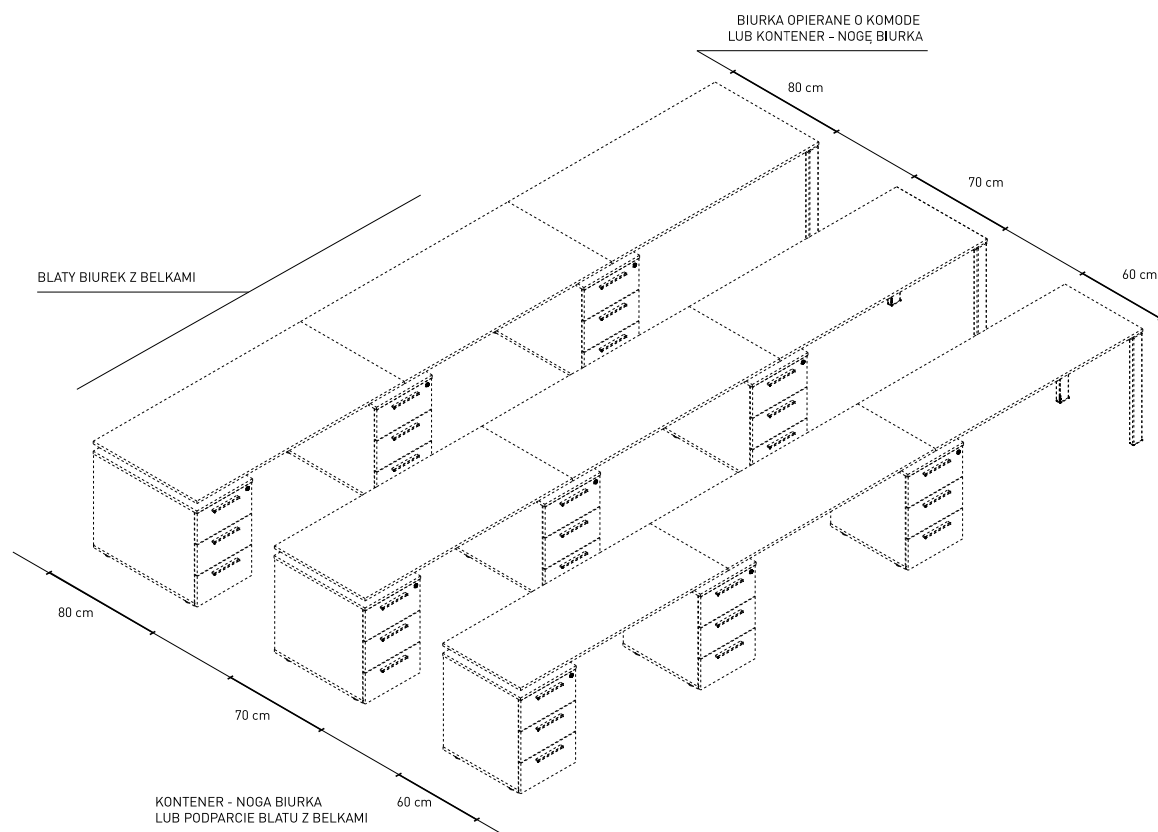 BIURKA OPIERANE O KOMODE
LUB KONTENER – NOGĘ BIURKA
80 cm
70 cm
60 cm
BLATY BIUREK Z BELKAMI
80 cm
70 cm
60 cm
KONTENER - NOGA BIURKA
LUB PODPARCIE BLATU Z BELKAMI